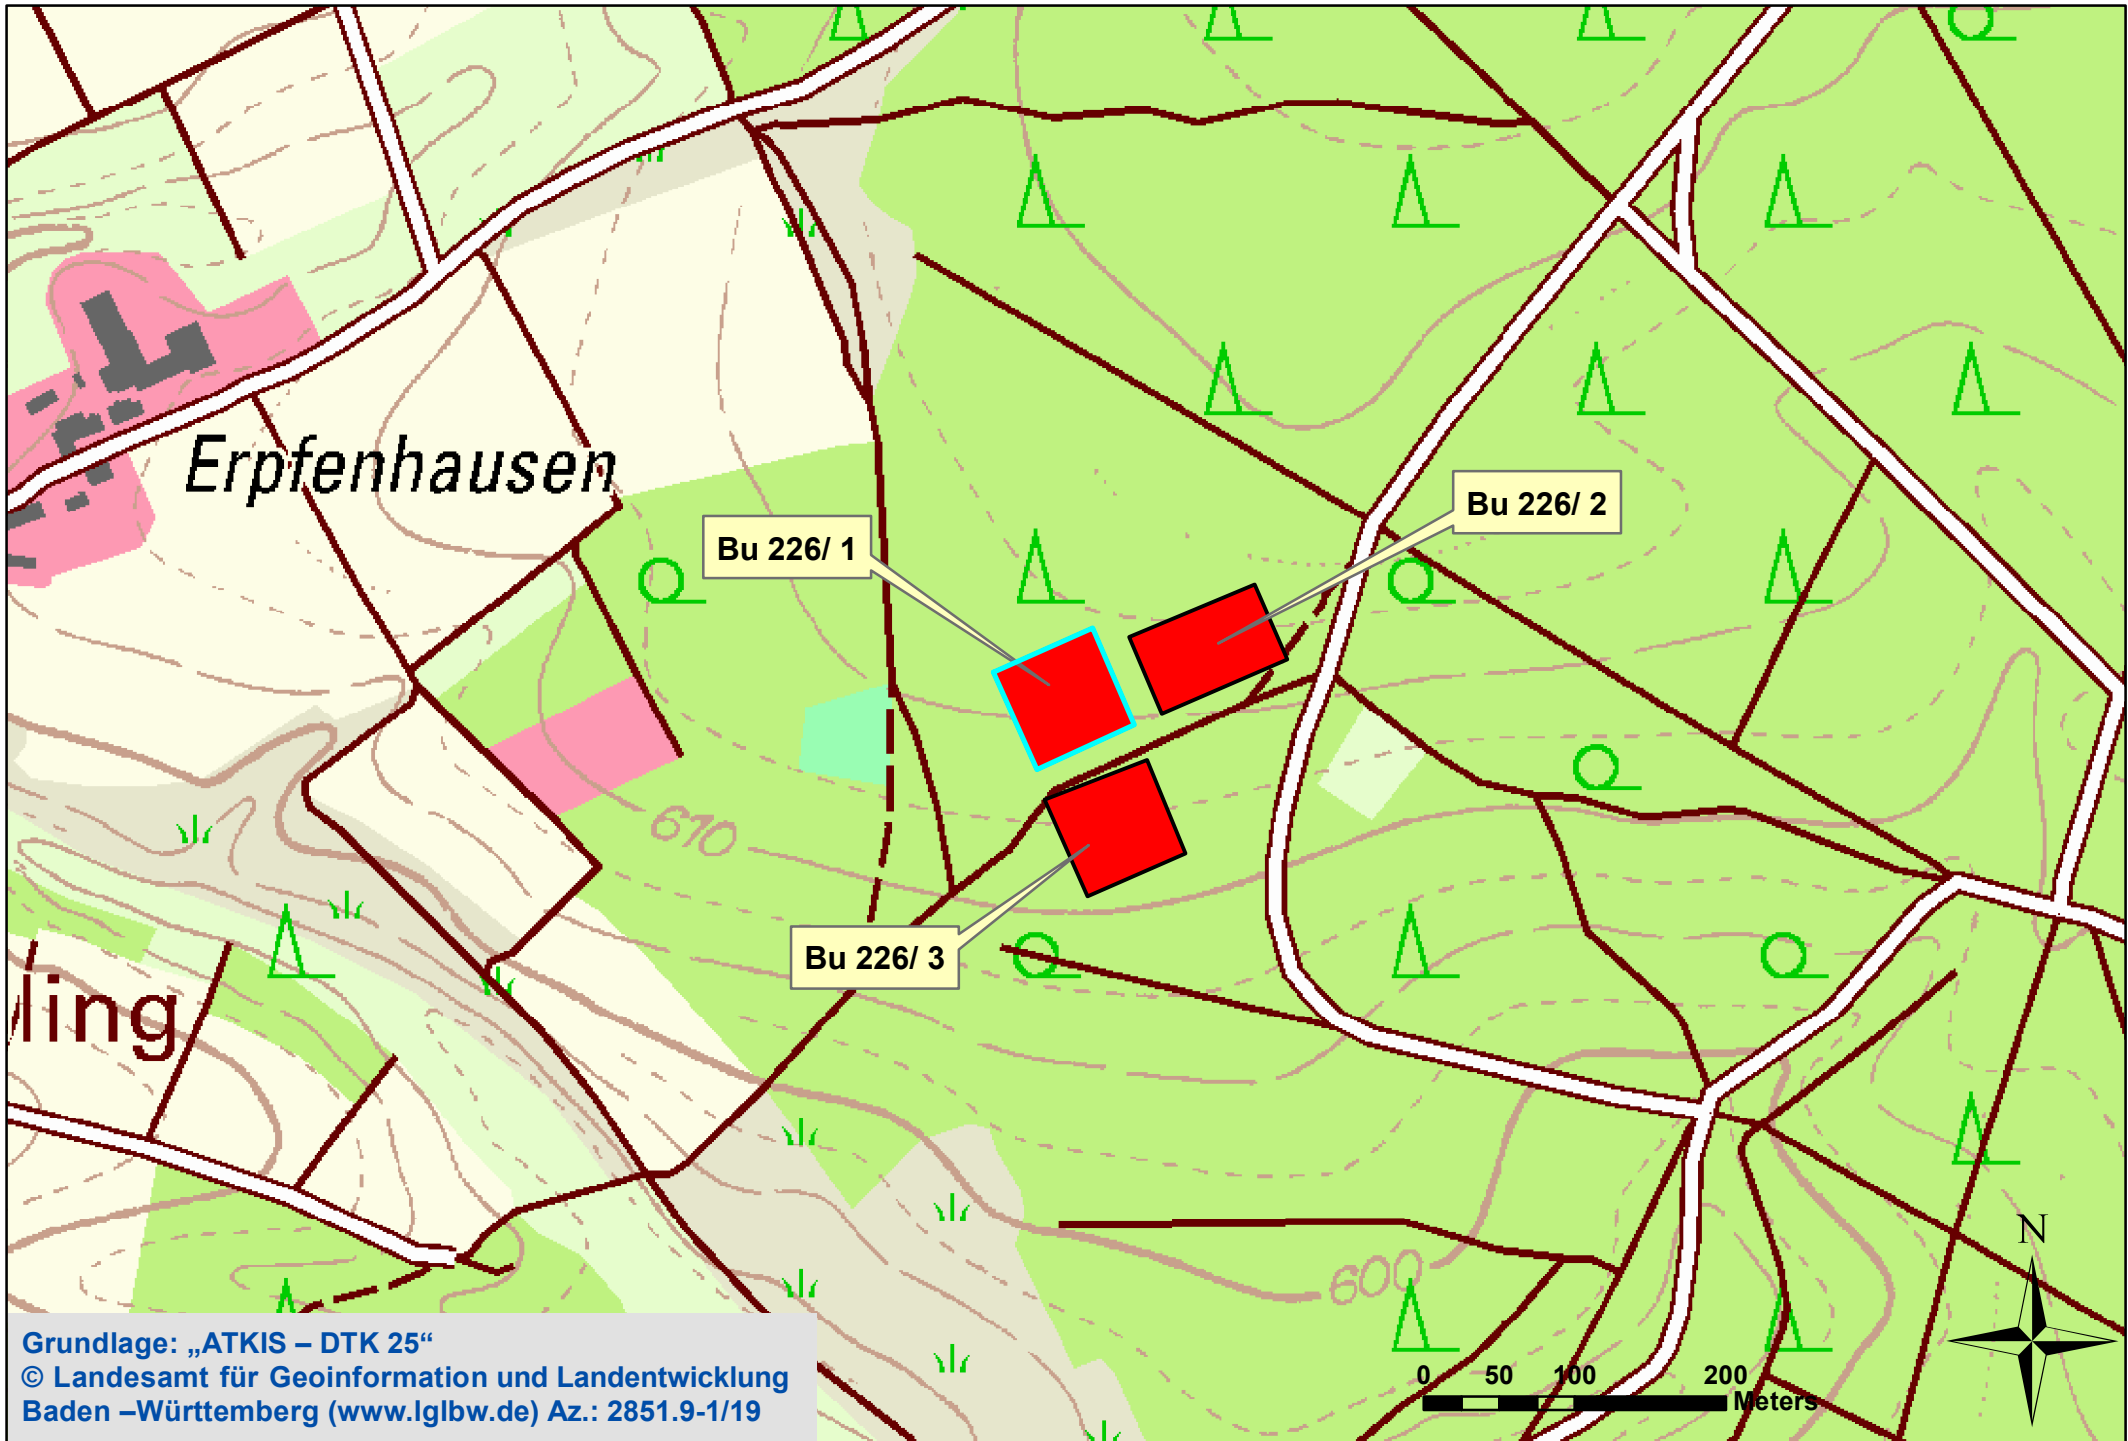 Erpfenhausen
Bu 226/ 2
Bu 226/ 1
610
Bu 226/ 3
ling
N
600
0 50 100 200
Meters
Grundlage: „ATKIS – DTK 25“
© Landesamt für Geoinformation und Landentwicklung
Baden –Württemberg (www.lglbw.de) Az.: 2851.9-1/19